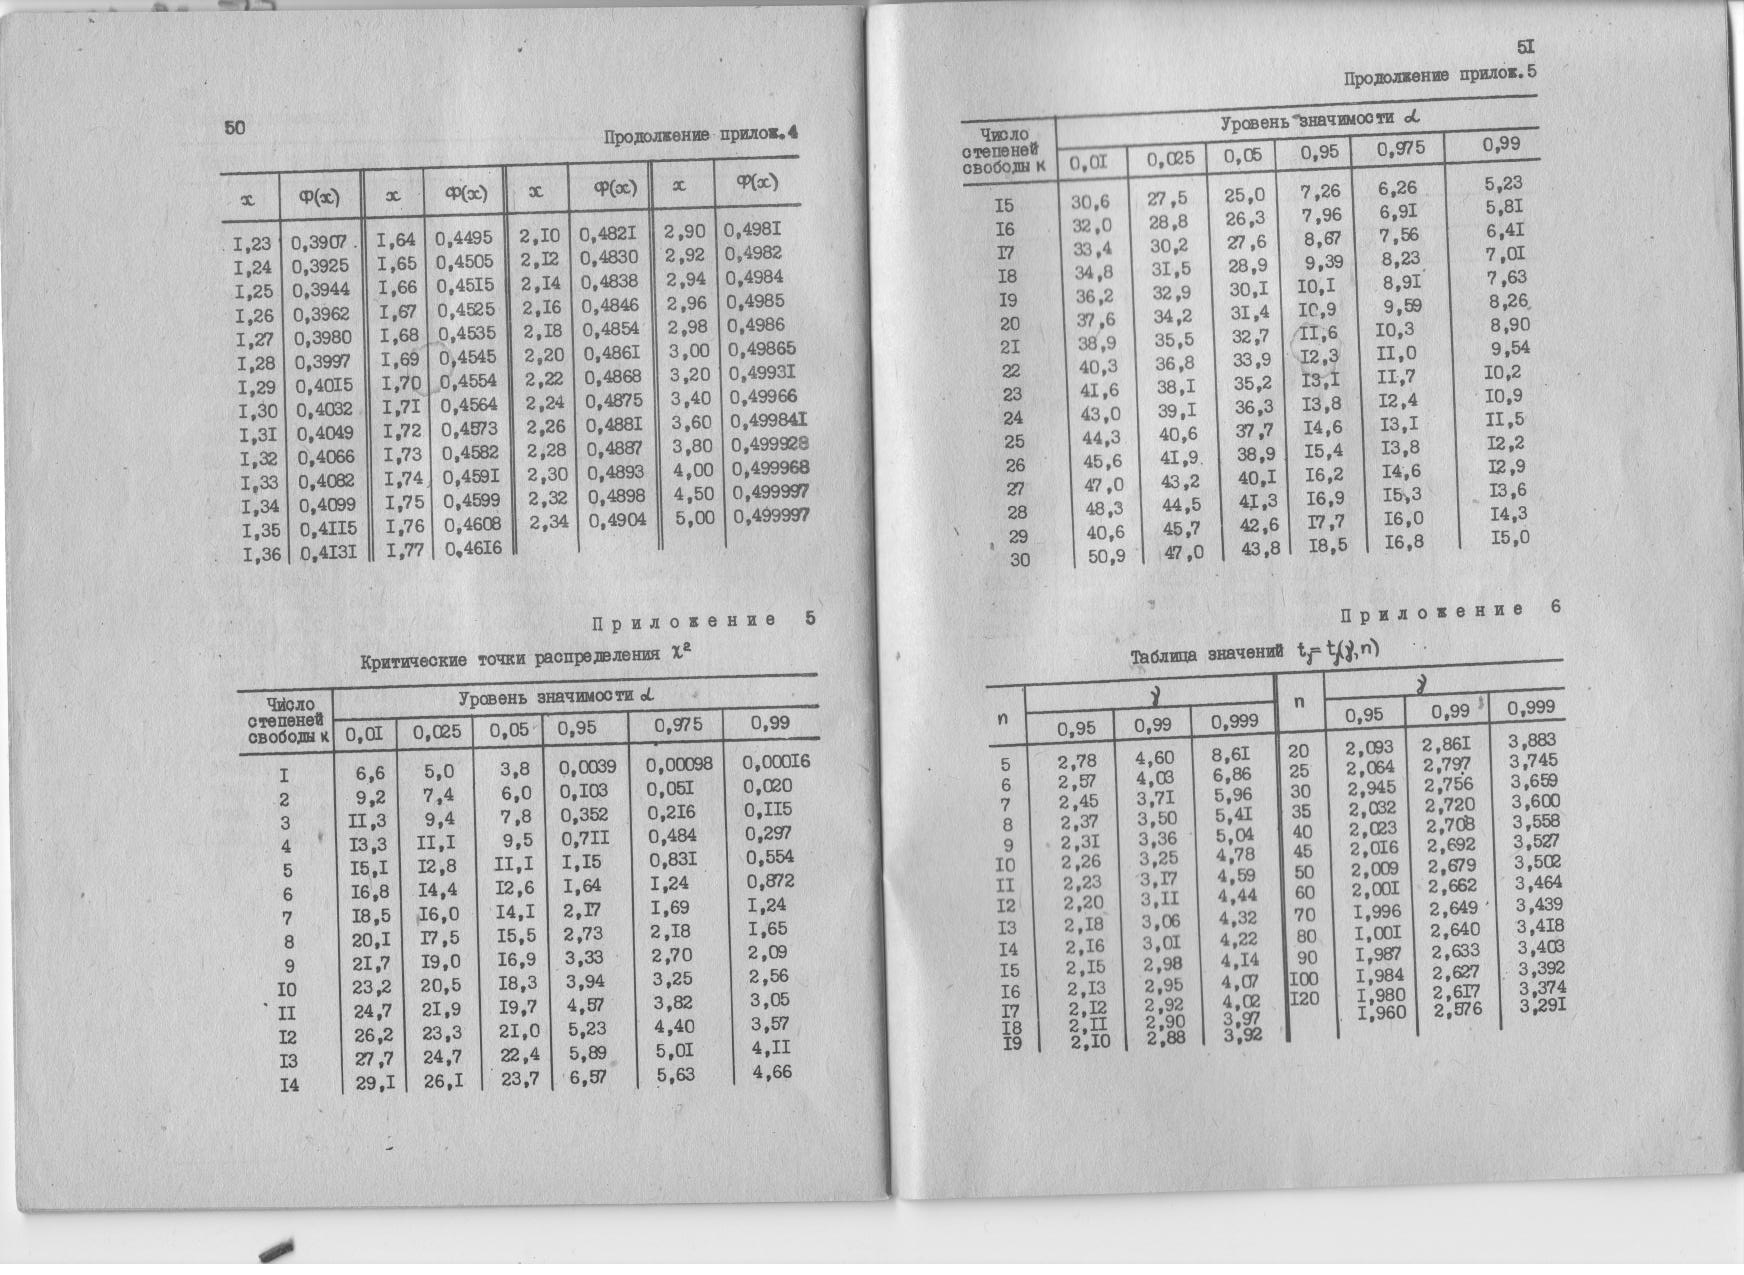 50
Продолжение прилож.4
x Ф(x) x Ф(x) x Ф(x) x Ф(x)
I,23 0,3907 I,64 0,4495 2,I0 0,482I 2,90 0,498I
I,24 0,3925 I,65 0,4505 2,I2 0,4830 2,92 0,4982
I,25 0,3944 I,66 0,45I5 2,I4 0,4838 2,94 0,4984
I,26 0,3962 I,67 0,4525 2,I6 0,4846 2,96 0,4985
I,27 0,3980 I,68 0,4535 2,I8 0,4854 2,98 0,4986
I,28 0,3997 I,69 0,4545 2,20 0,486I 3,00 0,49865
I,29 0,40I5 I,70 0,4554 2,22 0,4868 3,20 0,4993I
I,30 0,4032 I,7I 0,4564 2,24 0,4875 3,40 0,49966
I,3I 0,4049 I,72 0,4573 2,26 0,488I 3,60 0,49984I
I,32 0,4066 I,73 0,4582 2,28 0,4887 3,80 0,499928
I,33 0,4082 I,74 0,459I 2,30 0,4893 4,00 0,499968
I,34 0,4099 I,75 0,4599 2,32 0,4898 4,50 0,499997
I,35 0,4II5 I,76 0,4608 2,34 0,4904 5,00 0,499997
I,36 0,4I3I I,77 0,46I6
Приложение 5
Критические точки распределения χ²
Число степеней свободы к
Уровень значимости α
0,0I 0,025 0,05 0,95 0,975 0,99
I 6,6 5,0 3,8 0,0039 0,00098 0,000I6
2 9,2 7,4 6,0 0,I03 0,05I 0,020
3 II,3 9,4 7,8 0,352 0,2I6 0,II5
4 I3,3 II,I 9,5 0,7II 0,484 0,297
5 I5,I I2,8 II,I I,I5 0,83I 0,554
6 I6,8 I4,4 I2,6 I,64 I,24 0,872
7 I8,5 I6,0 I4,I 2,I7 I,69 I,24
8 20,I I7,5 I5,5 2,73 2,I8 I,65
9 2I,7 I9,0 I6,9 3,33 2,70 2,09
I0 23,2 20,5 I8,3 3,94 3,25 2,56
II 24,7 2I,9 I9,7 4,57 3,82 3,05
I2 26,2 23,3 2I,0 5,23 4,40 3,57
I3 27,7 24,7 22,4 5,89 5,0I 4,II
I4 29,I 26,I 23,7 6,57 5,63 4,66
5I
Продолжение прилож.5
Число степеней свободы к
Уровень значимости α
0,0I 0,025 0,05 0,95 0,975 0,99
I5 30,6 27,5 25,0 7,26 6,26 5,23
I6 32,0 28,8 26,3 7,96 6,9I 5,8I
I7 33,4 30,2 27,6 8,67 7,56 6,4I
I8 34,8 3I,5 28,9 9,39 8,23 7,0I
I9 36,2 32,9 30,I I0,I 8,9I 7,63
20 37,6 34,2 3I,4 I0,9 9,59 8,26
2I 38,9 35,5 32,7 II,6 I0,3 8,90
22 40,3 36,8 33,9 I2,3 II,0 9,54
23 4I,6 38,I 35,2 I3,I II,7 I0,2
24 43,0 39,I 36,3 I3,8 I2,4 I0,9
25 44,3 40,6 37,7 I4,6 I3,I II,5
26 45,6 4I,9 38,9 I5,4 I3,8 I2,2
27 47,0 43,2 40,I I6,2 I4,6 I2,9
28 48,3 44,5 4I,3 I6,9 I5,3 I3,6
29 40,6 45,7 42,6 I7,7 I6,0 I4,3
30 50,9 47,0 43,8 I8,5 I6,8 I5,0
Приложение 6
Таблица значений tγ=tγ(γ,n)
n γ n γ
0,95 0,99 0,999 0,95 0,99 0,999
5 2,78 4,60 8,6I 20 2,093 2,86I 3,883
6 2,57 4,03 6,86 25 2,064 2,797 3,745
7 2,45 3,7I 5,96 30 2,945 2,756 3,659
8 2,37 3,50 5,4I 35 2,032 2,720 3,600
9 2,3I 3,36 5,04 40 2,023 2,708 3,558
I0 2,26 3,25 4,78 45 2,0I6 2,692 3,527
II 2,23 3,I7 4,59 50 2,009 2,679 3,502
I2 2,20 3,II 4,44 60 2,00I 2,662 3,464
I3 2,I8 3,06 4,32 70 I,996 2,649 3,439
I4 2,I6 3,0I 4,22 80 I,00I 2,640 3,4I8
I5 2,I5 2,98 4,I4 90 I,987 2,633 3,403
I6 2,I3 2,95 4,07 I00 I,984 2,627 3,392
I7 2,I2 2,92 4,02 I20 I,980 2,6I7 3,374
I8 2,II 2,90 3,97 I,960 2,576 3,29I
I9 2,I0 2,88 3,92